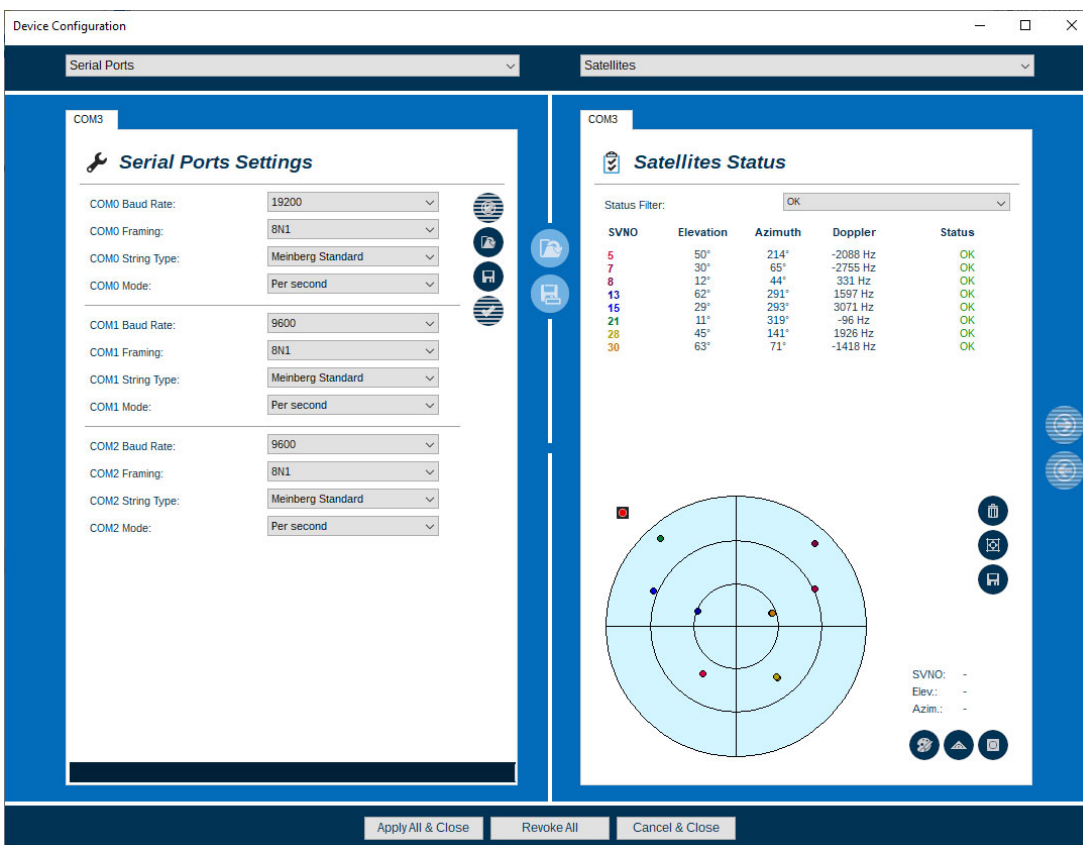 Device Configuration
Serial Ports
Satellites
COM3
Serial Ports Settings
COM0 Baud Rate: 19200
COM0 Framing: 8N1
COM0 String Type: Meinberg Standard
COM0 Mode: Per second
COM1 Baud Rate: 9600
COM1 Framing: 8N1
COM1 String Type: Meinberg Standard
COM1 Mode: Per second
COM2 Baud Rate: 9600
COM2 Framing: 8N1
COM2 String Type: Meinberg Standard
COM2 Mode: Per second
COM3
Satellites Status
Status Filter: OK
SVNO Elevation Azimuth Doppler Status
5 50° 214° -2088 Hz OK
7 30° 65° -2755 Hz OK
8 12° 44° 331 Hz OK
13 62° 291° 1597 Hz OK
15 29° 293° 3071 Hz OK
21 11° 319° -96 Hz OK
28 45° 141° 1926 Hz OK
30 63° 71° -1418 Hz OK
SVNO: -
Elev.: -
Azim.: -
Apply All & Close
Revoke All
Cancel & Close